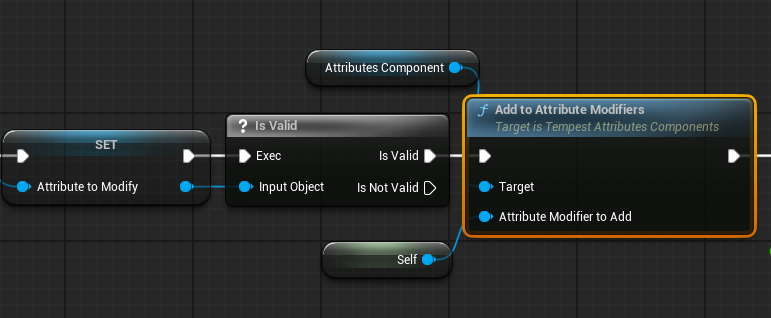 Attributes Component
SET
Attribute to Modify
? Is Valid
Exec
Is Valid
Input Object
Is Not Valid
f Add to Attribute Modifiers
Target is Tempest Attributes Components
Target
Attribute Modifier to Add
Self